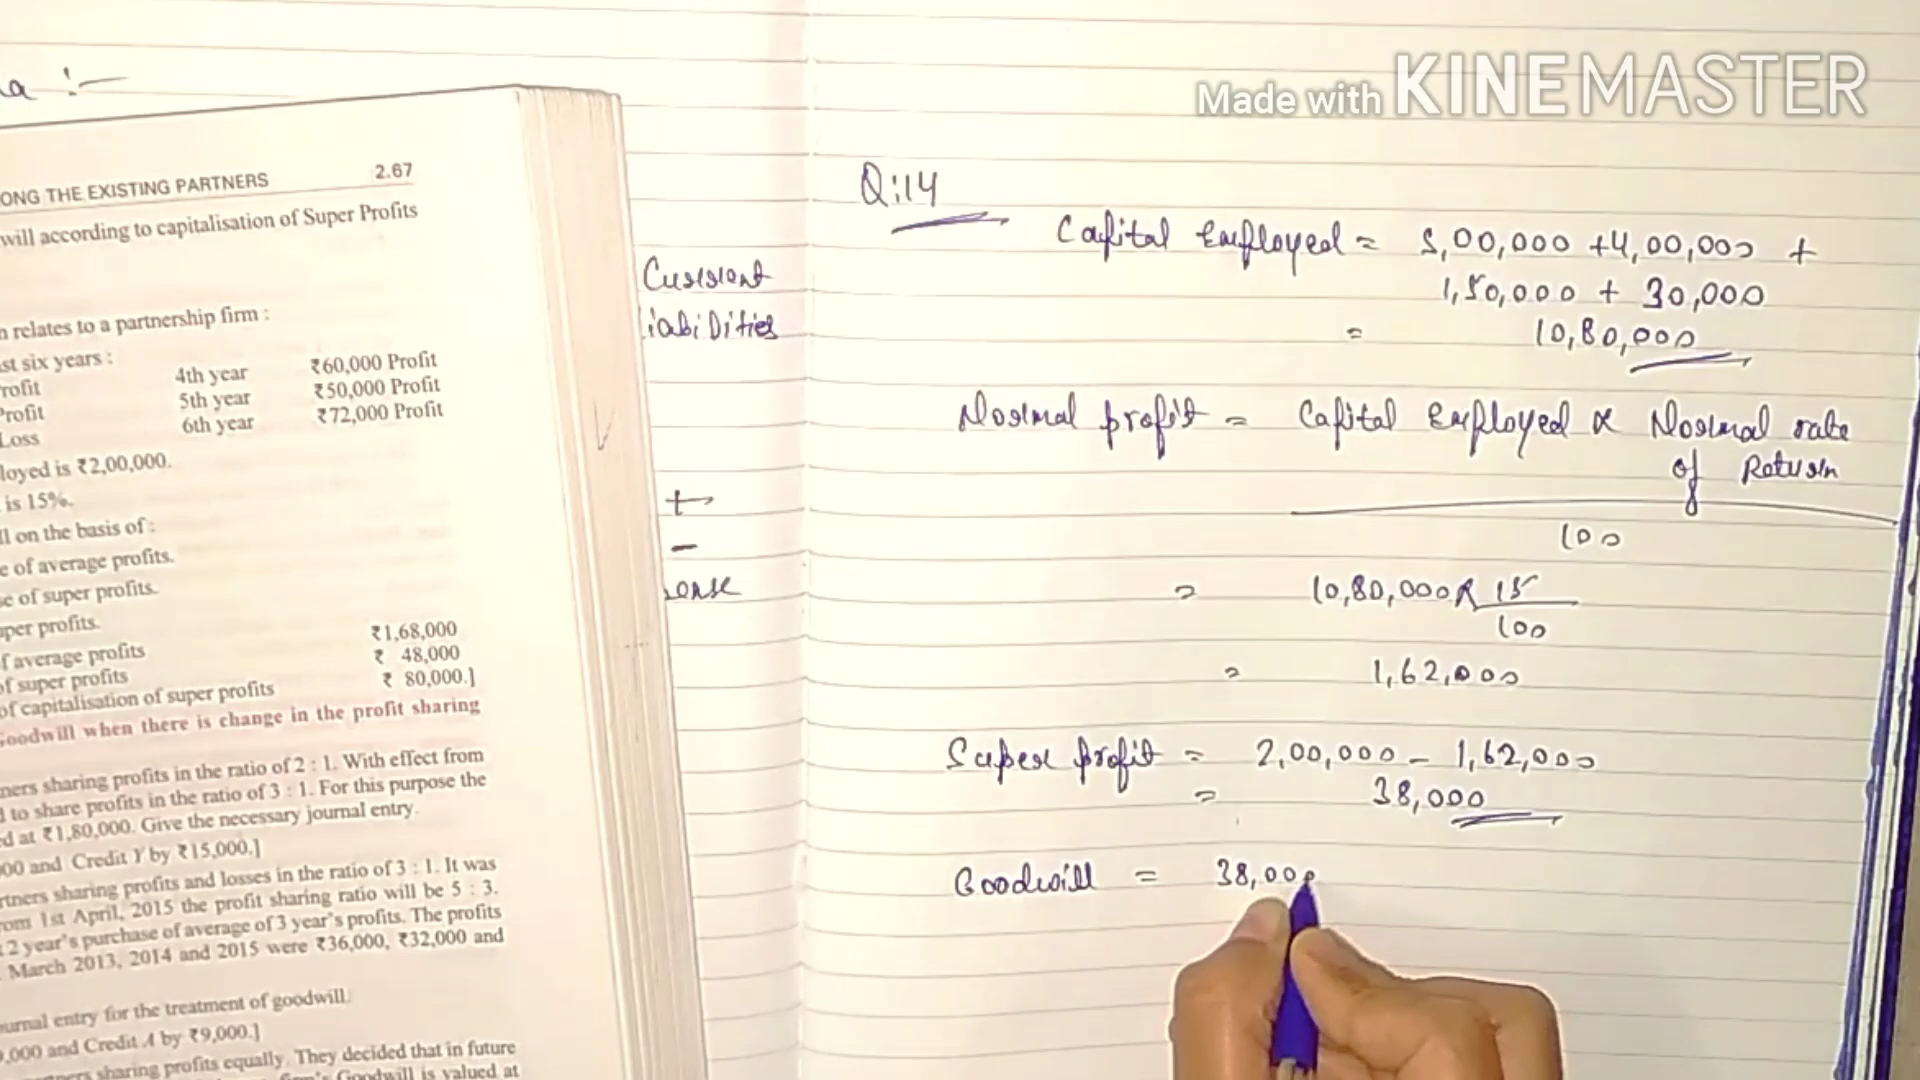 Made with KINEMASTER
a :-
ONG THE EXISTING PARTNERS 2.67
will according to capitalisation of Super Profits
relates to a partnership firm :
st six years :
rofit 4th year ₹60,000 Profit
Profit 5th year ₹50,000 Profit
Loss 6th year ₹72,000 Profit
loyed is ₹2,00,000.
is 15%.
ll on the basis of :
e of average profits.
se of super profits.
per profits.
f average profits ₹1,68,000
of super profits ₹ 48,000
of capitalisation of super profits ₹ 80,000.]
Goodwill when there is change in the profit sharing
ners sharing profits in the ratio of 2 : 1. With effect from
d to share profits in the ratio of 3 : 1. For this purpose the
ed at ₹1,80,000. Give the necessary journal entry.
00 and Credit Y by ₹15,000.]
rtners sharing profits and losses in the ratio of 3 : 1. It was
rom 1st April, 2015 the profit sharing ratio will be 5 : 3.
2 year's purchase of average of 3 year's profits. The profits
March 2013, 2014 and 2015 were ₹36,000, ₹32,000 and
urnal entry for the treatment of goodwill.
,000 and Credit A by ₹9,000.]
rtners sharing profits equally. They decided that in future
firm's Goodwill is valued at
Current
iabilities
+
-
ense
Q:14
Capital Employed = 5,00,000 + 4,00,000 +
1,50,000 + 30,000
= 10,80,000
Normal profit = Capital Employed x Normal rate
of Return
100
= 10,80,000 x 15
100
= 1,62,000
Super profit = 2,00,000 - 1,62,000
= 38,000
Goodwill = 38,000